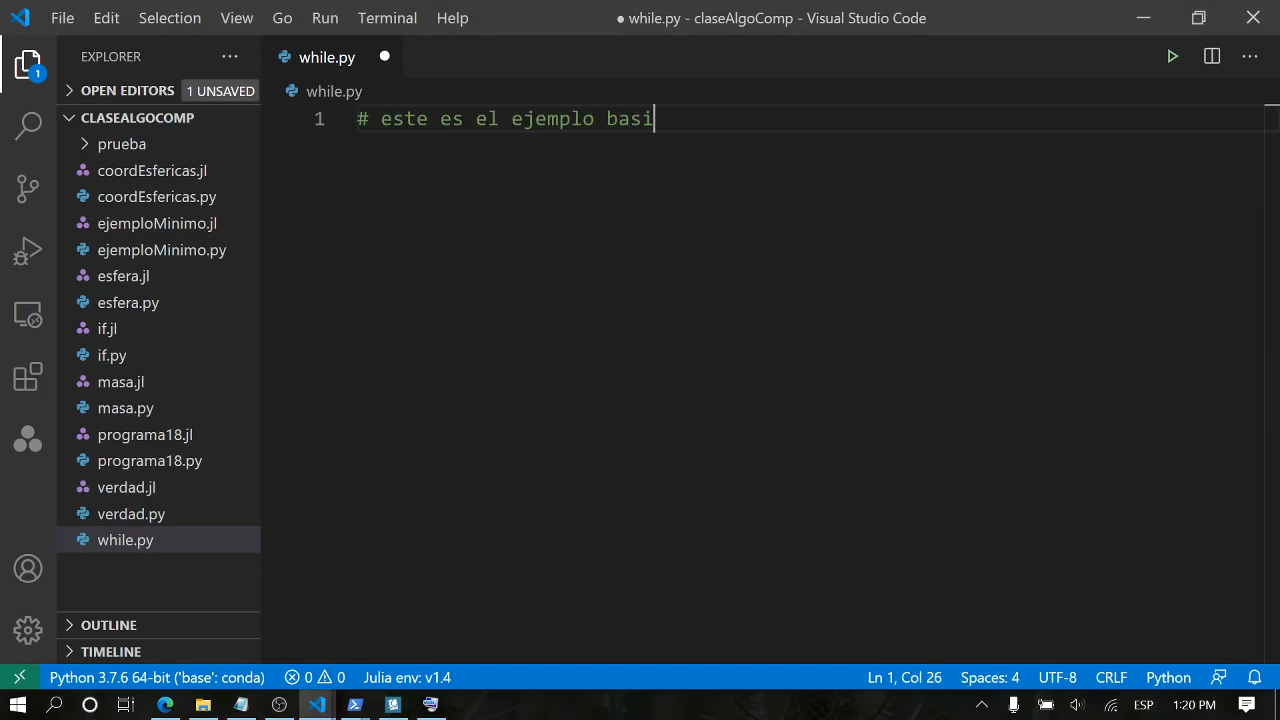 File Edit Selection View Go Run Terminal Help
● while.py - claseAlgoComp - Visual Studio Code
EXPLORER
while.py
OPEN EDITORS 1 UNSAVED
while.py
CLASEALGOCOMP
1 # este es el ejemplo basi
prueba
coordEsfericas.jl
coordEsfericas.py
ejemploMinimo.jl
ejemploMinimo.py
esfera.jl
esfera.py
if.jl
if.py
masa.jl
masa.py
programa18.jl
programa18.py
verdad.jl
verdad.py
while.py
OUTLINE
TIMELINE
1
Python 3.7.6 64-bit ('base': conda) 0 0 Julia env: v1.4 Ln 1, Col 26 Spaces: 4 UTF-8 CRLF Python
ESP 1:20 PM